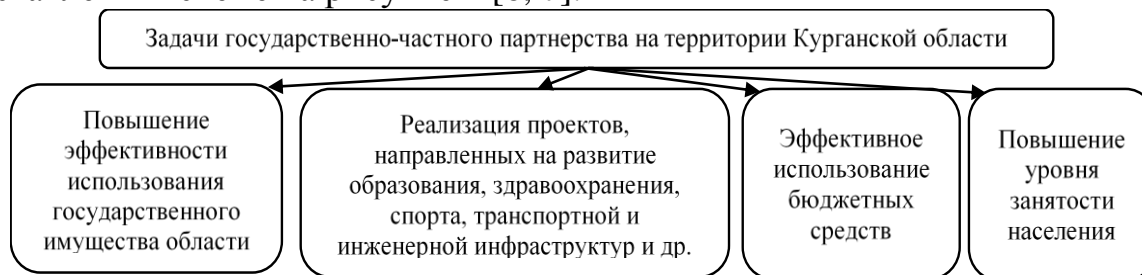 Задачи государственно-частного партнерства на территории Курганской области
Повышение
эффективности
использования
государственного
имущества области
Реализация проектов,
направленных на развитие
образования, здравоохранения,
спорта, транспортной и
инженерной инфраструктур и др.
Эффективное
использование
бюджетных
средств
Повышение
уровня
занятости
населения